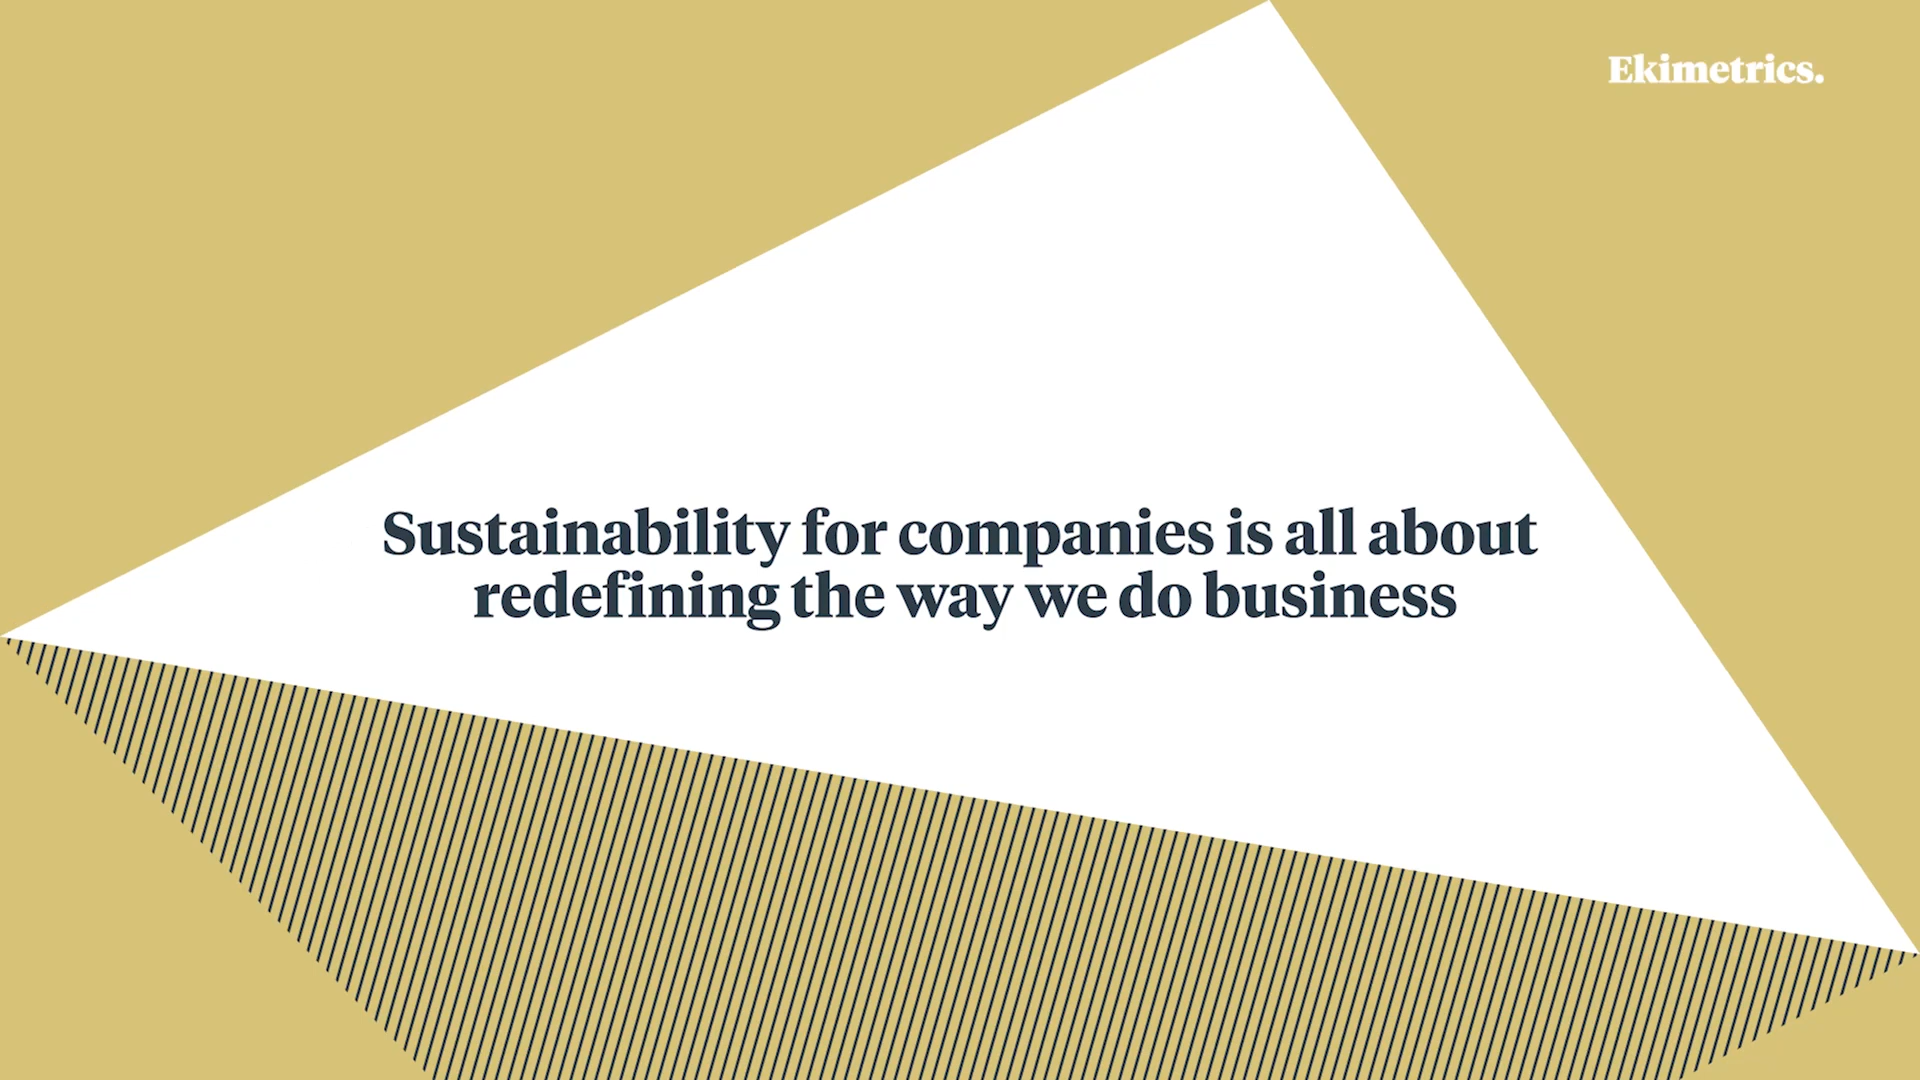 Ekimetrics.
Sustainability for companies is all about
redefining the way we do business